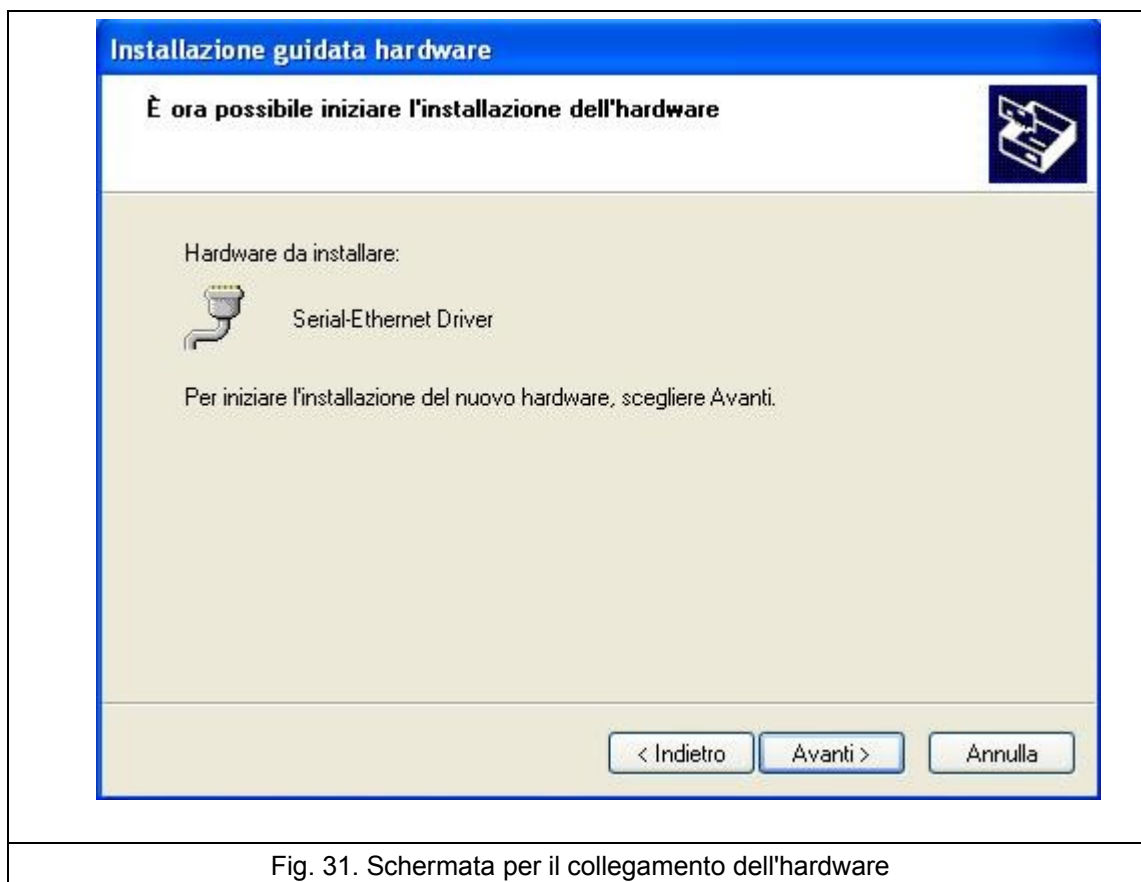 Installazione guidata hardware
È ora possibile iniziare l'installazione dell'hardware
Hardware da installare:
Serial-Ethernet Driver
Per iniziare l'installazione del nuovo hardware, scegliere Avanti.
< Indietro
Avanti >
Annulla
Fig. 31. Schermata per il collegamento dell'hardware